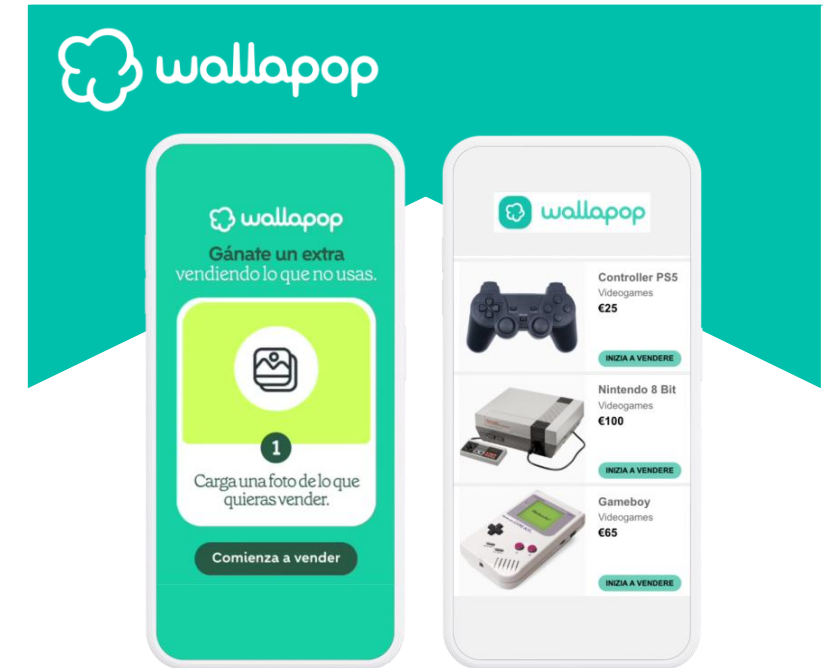 wallapop
wallapop
Gánate un extra
vendiendo lo que no usas.
1
Carga una foto de lo que
quieras vender.
Comienza a vender
wallapop
Controller PS5
Videogames
€25
INIZIA A VENDERE
Nintendo 8 Bit
Videogames
€100
INIZIA A VENDERE
Gameboy
Videogames
€65
INIZIA A VENDERE